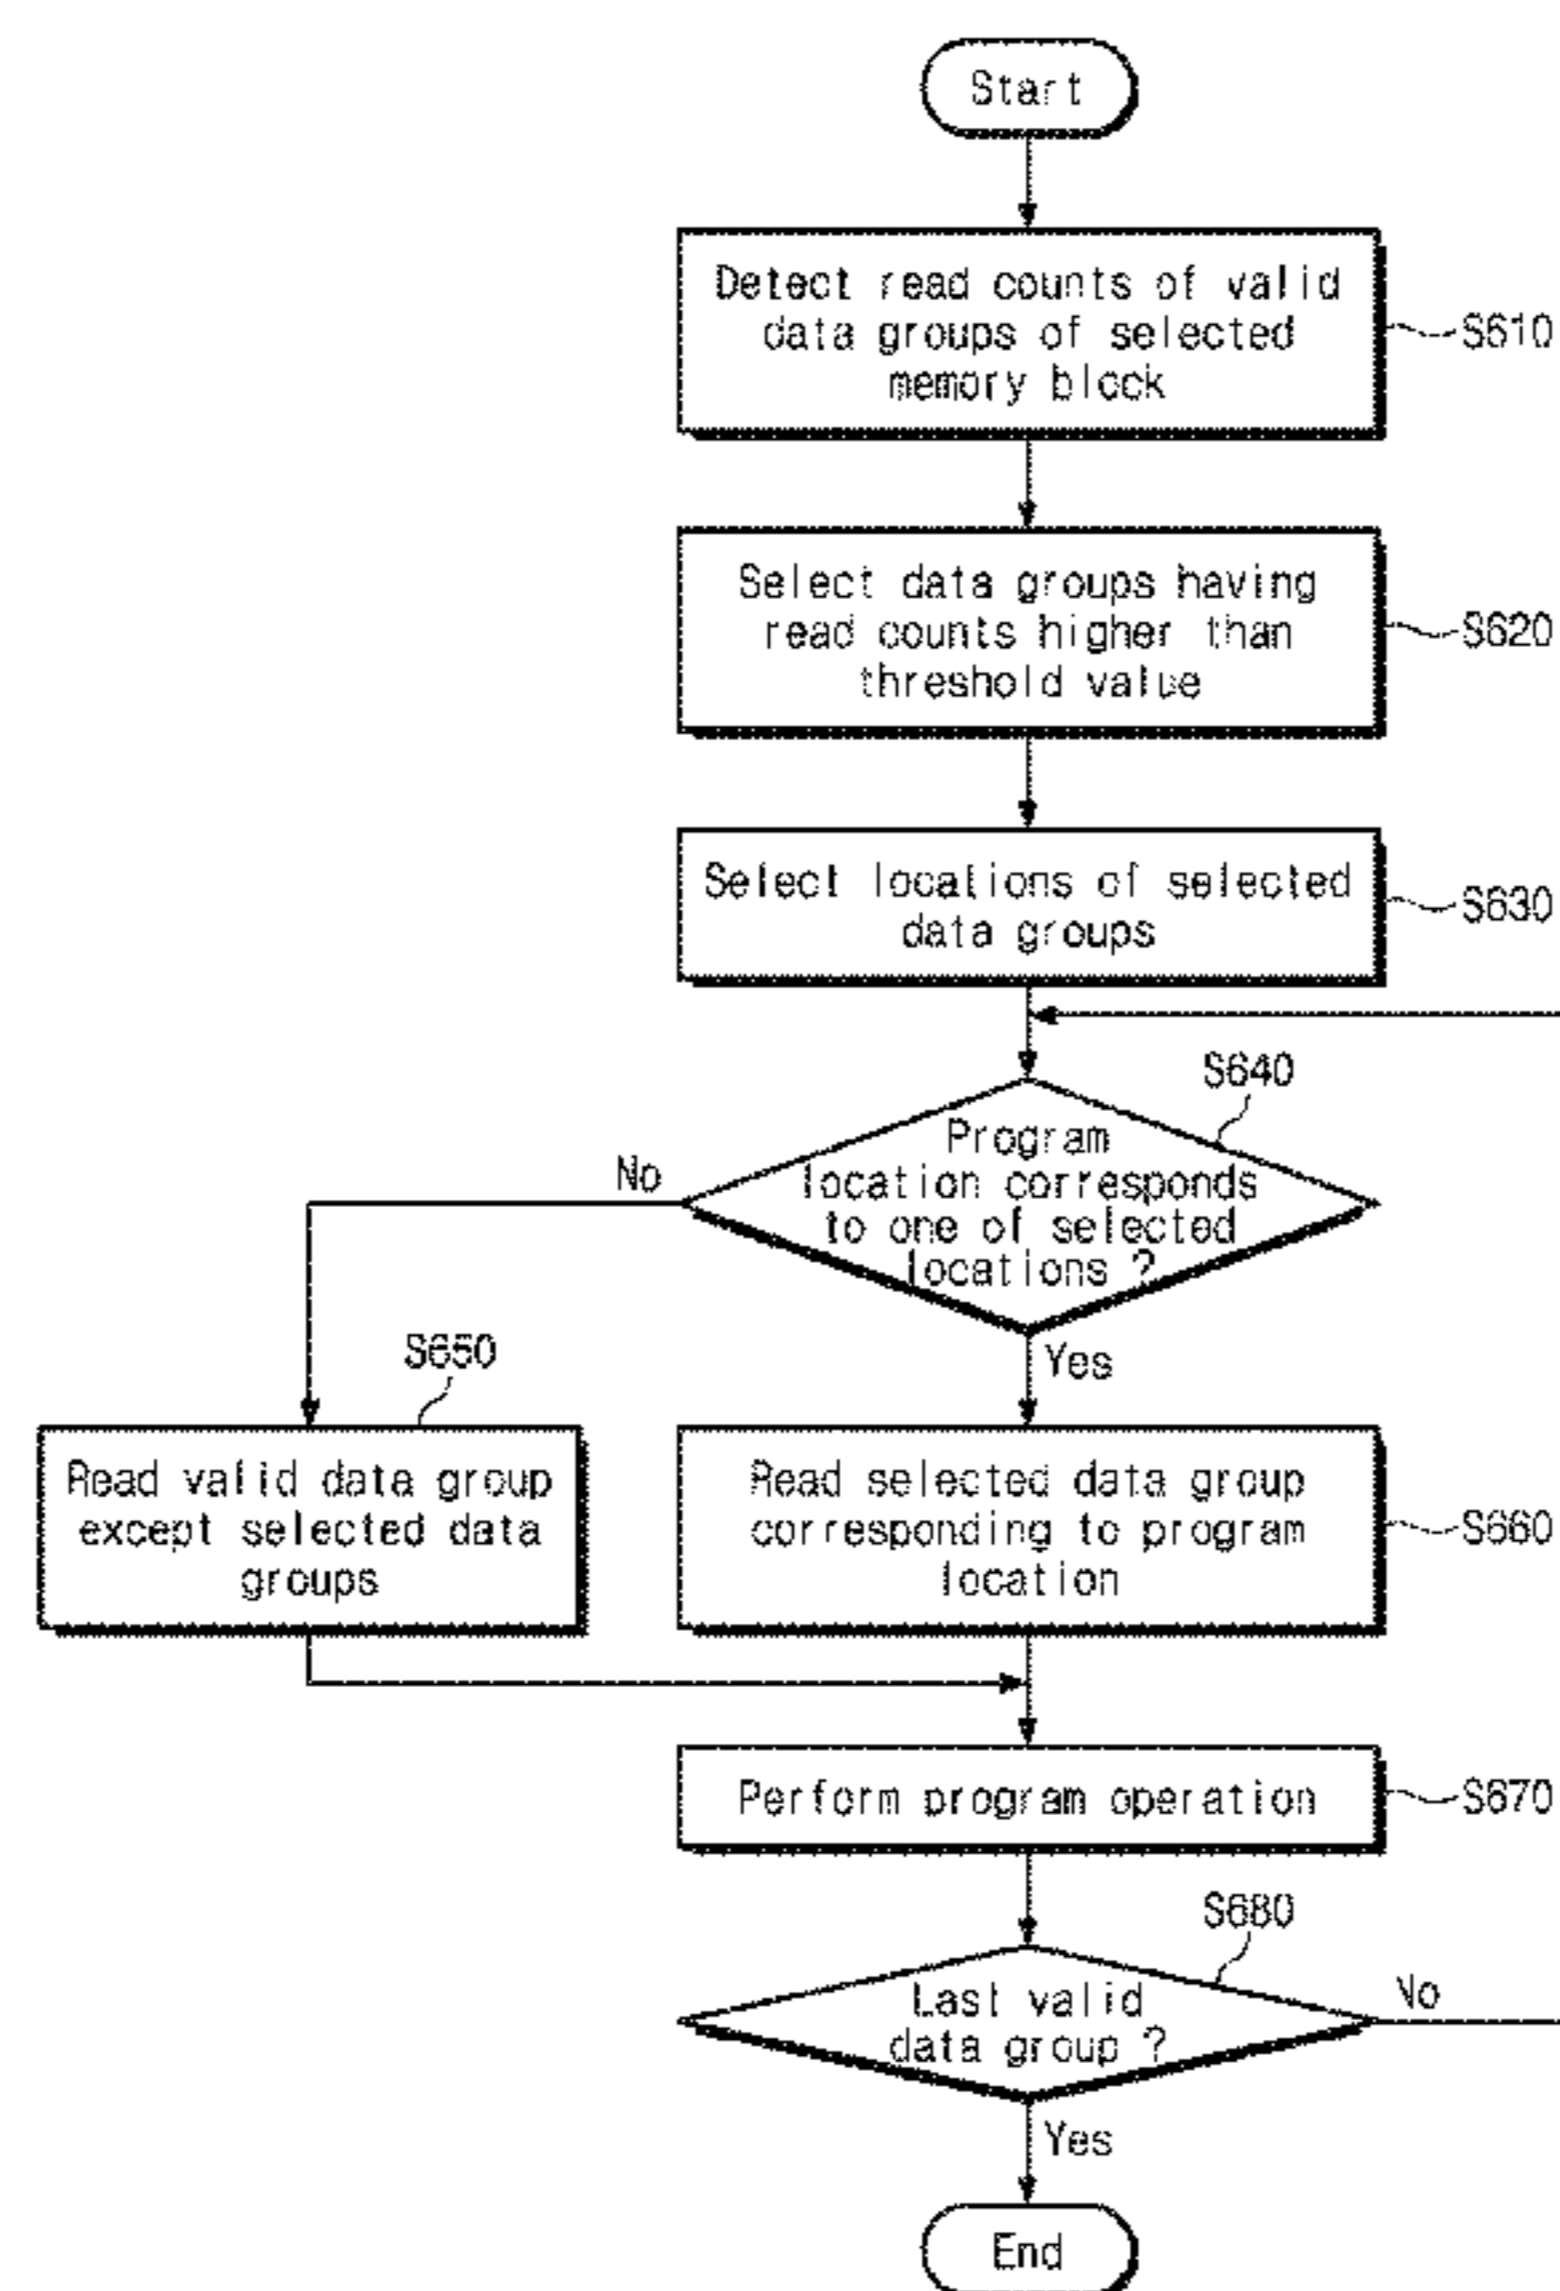 Start
Detect read counts of valid
data groups of selected
memory block
S610
Select data groups having
read counts higher than
threshold value
S620
Select locations of selected
data groups
S630
S640
Program
location corresponds
to one of selected
locations ?
No
Yes
S650
Read valid data group
except selected data
groups
Read selected data group
corresponding to program
location
S660
Perform program operation
S670
S680
Last valid
data group ?
No
Yes
End